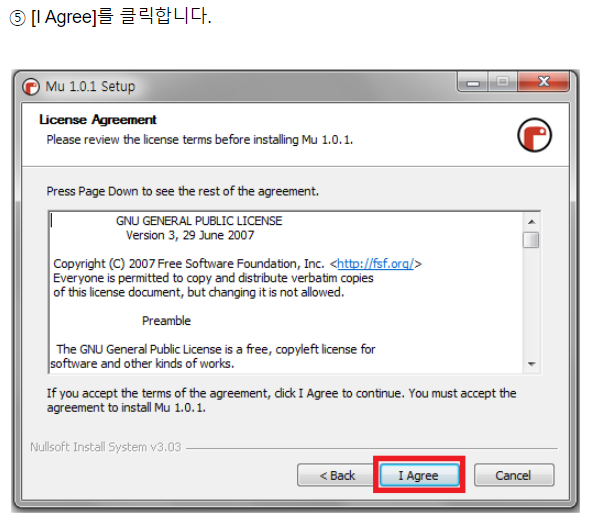 ⑤ [I Agree]를 클릭합니다.
Mu 1.0.1 Setup
License Agreement
Please review the license terms before installing Mu 1.0.1.
Press Page Down to see the rest of the agreement.
GNU GENERAL PUBLIC LICENSE
Version 3, 29 June 2007
Copyright (C) 2007 Free Software Foundation, Inc. <http://fsf.org/>
Everyone is permitted to copy and distribute verbatim copies
of this license document, but changing it is not allowed.
Preamble
The GNU General Public License is a free, copyleft license for
software and other kinds of works.
If you accept the terms of the agreement, click I Agree to continue. You must accept the
agreement to install Mu 1.0.1.
Nullsoft Install System v3.03
< Back I Agree Cancel